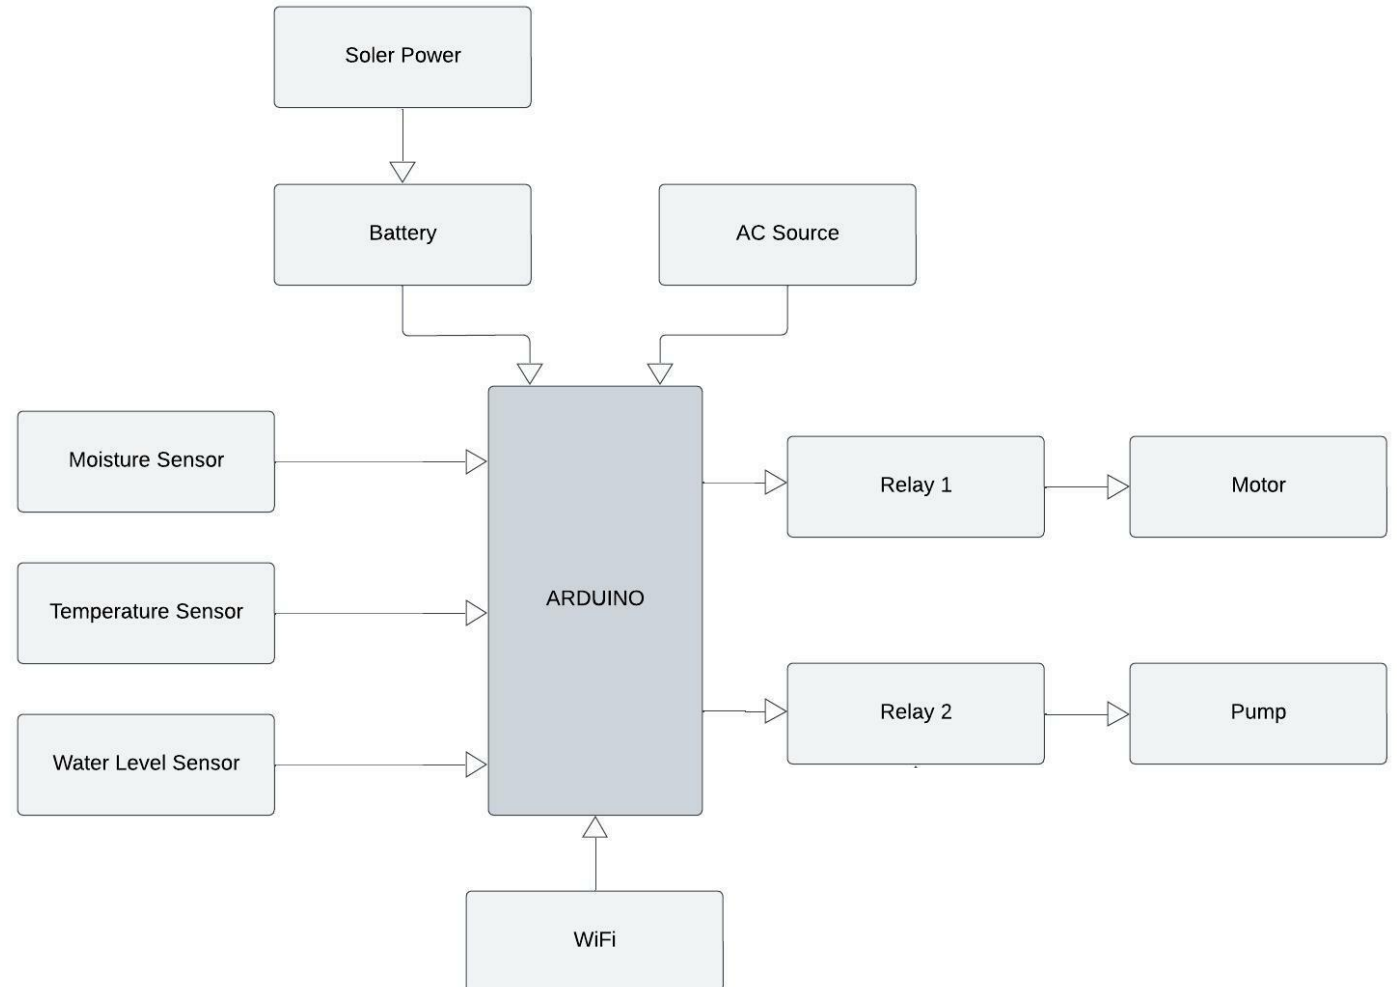 Soler Power
Battery
AC Source
Moisture Sensor
Relay 1
Motor
Temperature Sensor
ARDUINO
Relay 2
Pump
Water Level Sensor
WiFi